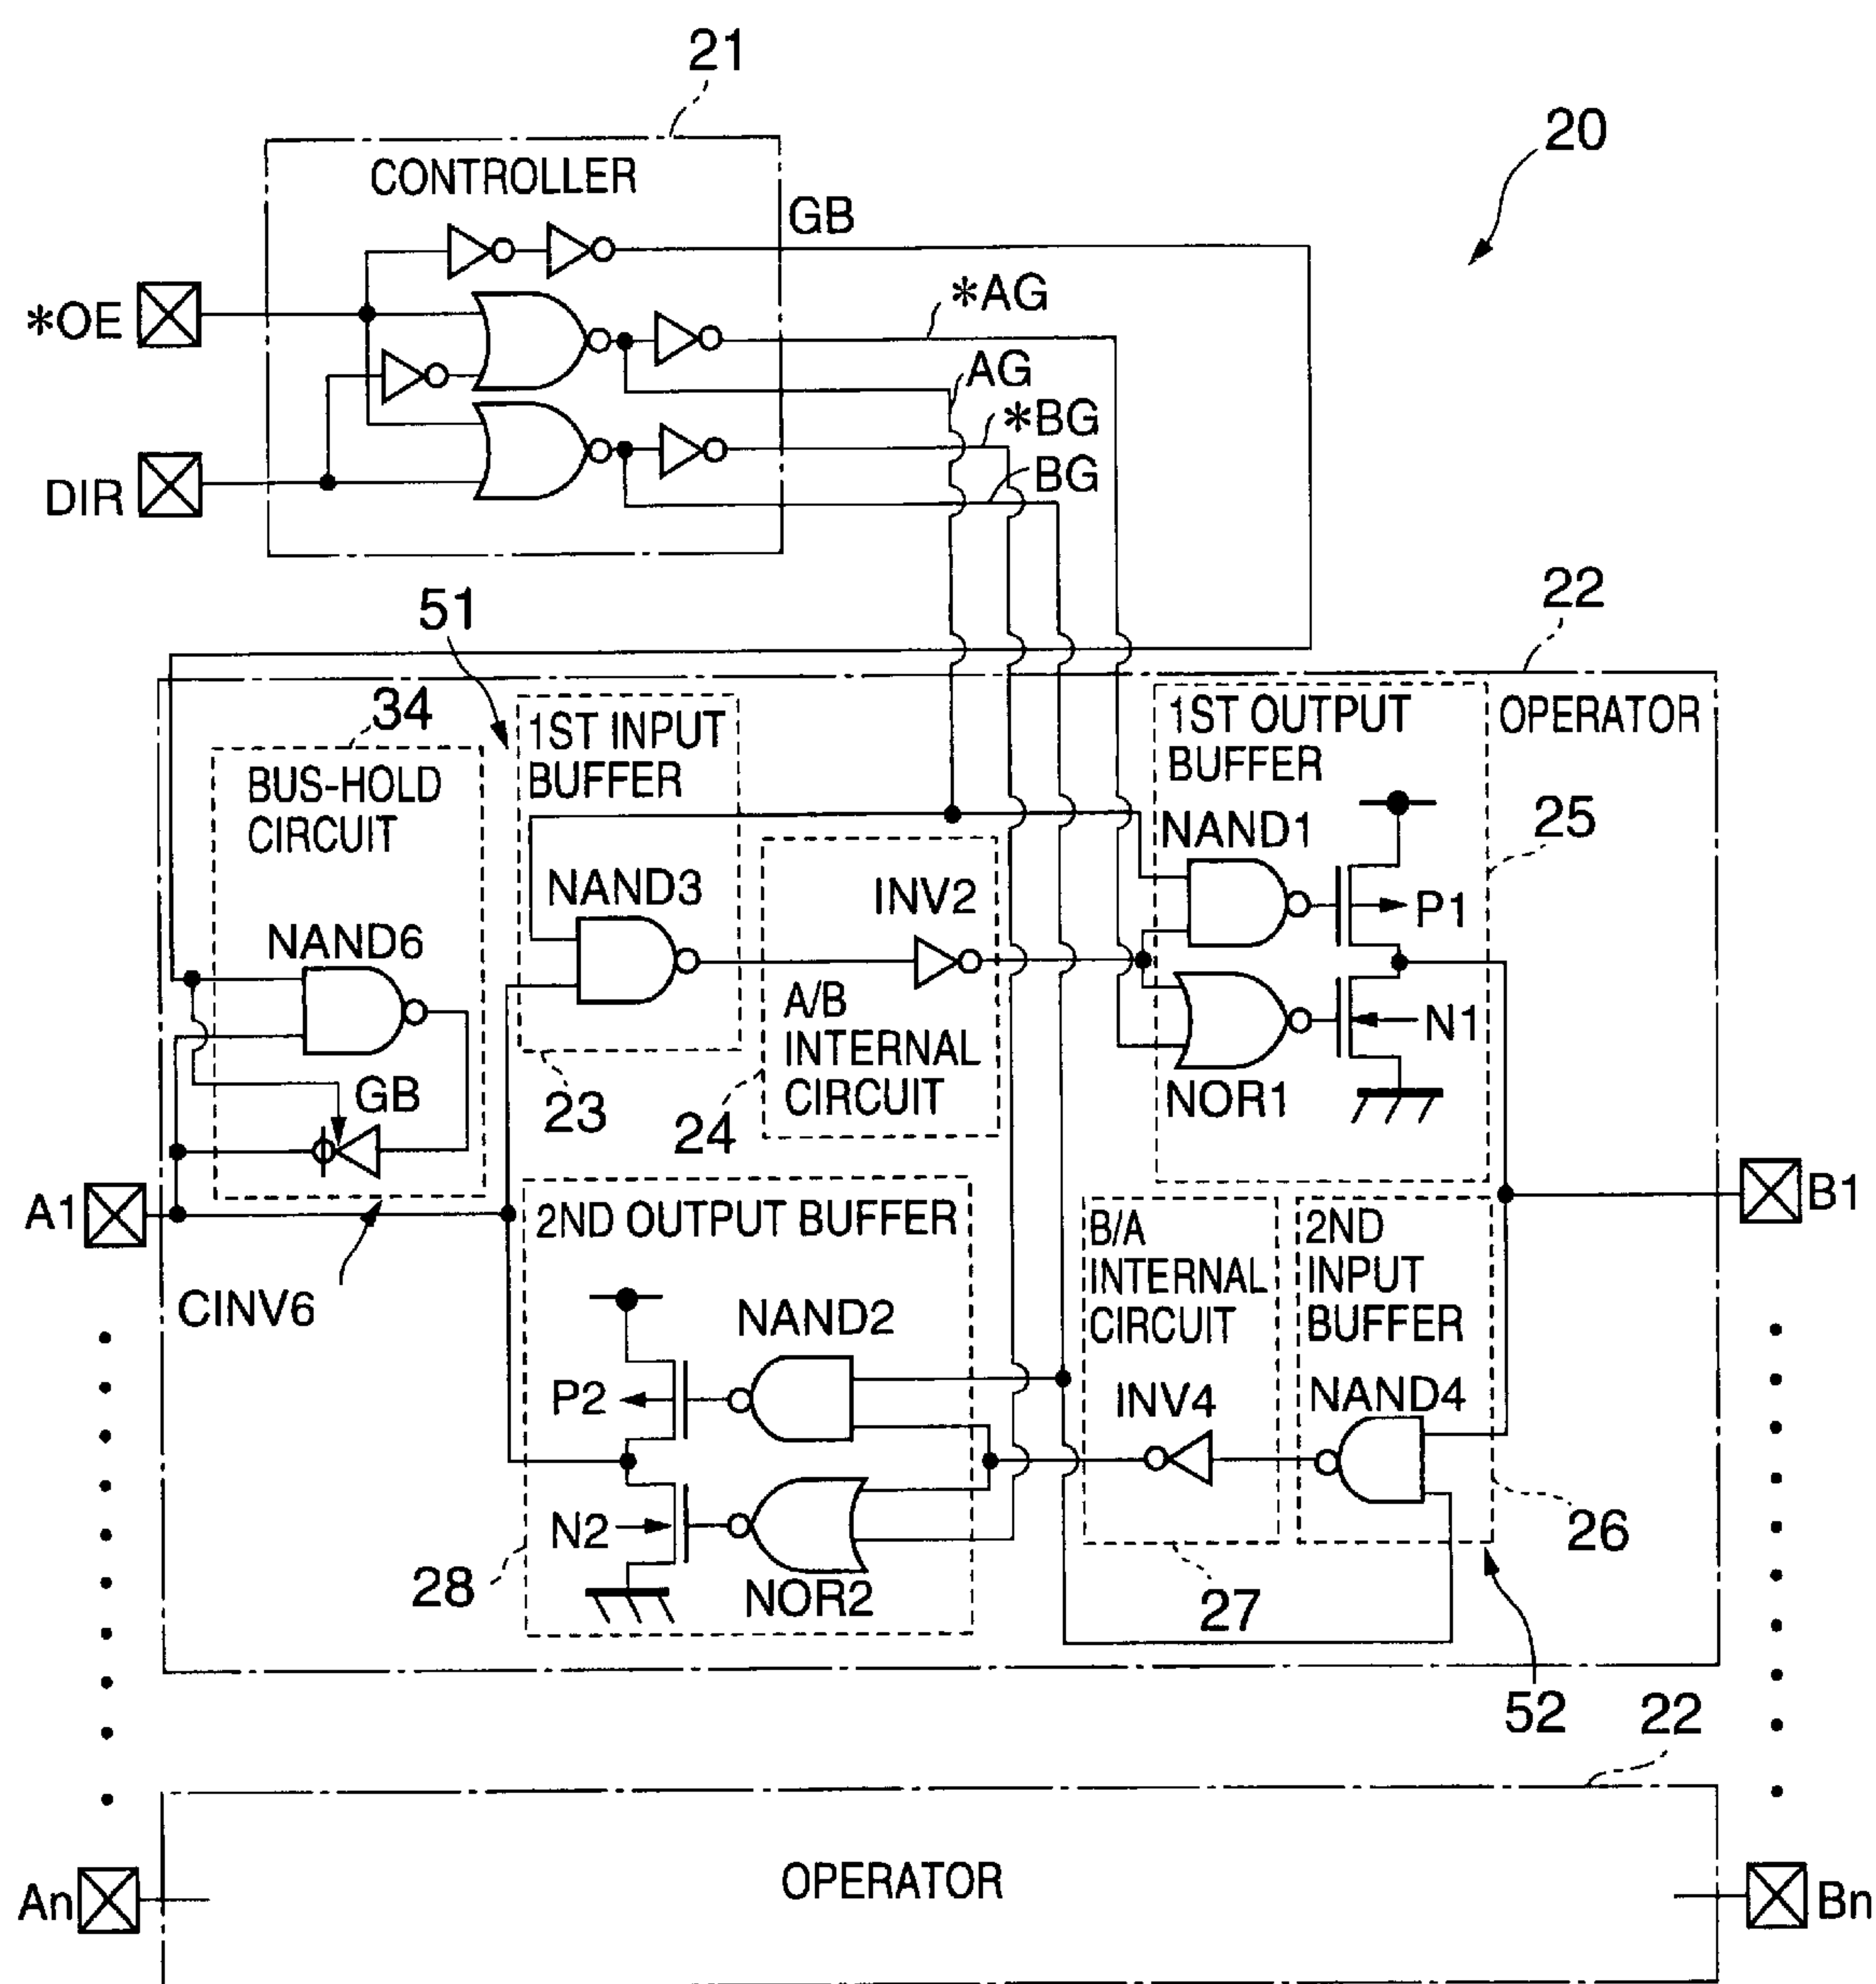 21
20
CONTROLLER
GB
*OE
*AG
AG
*BG
BG
DIR
51
22
34
1ST INPUT
BUFFER
1ST OUTPUT
BUFFER
OPERATOR
BUS-HOLD
CIRCUIT
25
NAND1
NAND3
INV2
P1
NAND6
A/B
INTERNAL
CIRCUIT
N1
GB
23
24
NOR1
A1
B1
2ND OUTPUT BUFFER
B/A
INTERNAL
CIRCUIT
2ND
INPUT
BUFFER
CINV6
NAND2
P2
INV4
NAND4
N2
26
28
NOR2
27
52
22
An
OPERATOR
Bn